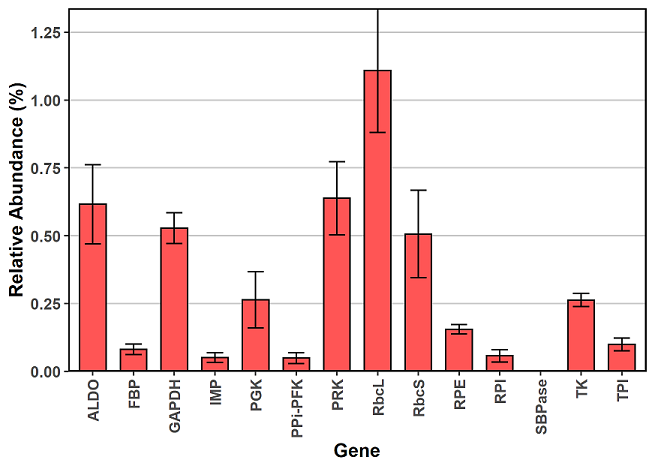 Relative Abundance (%)
1.25
1.00
0.75
0.50
0.25
0.00
ALDO
FBP
GAPDH
IMP
PGK
PPi-PFK
PRK
RbcL
RbcS
RPE
RPI
SBPase
TK
TPI
Gene